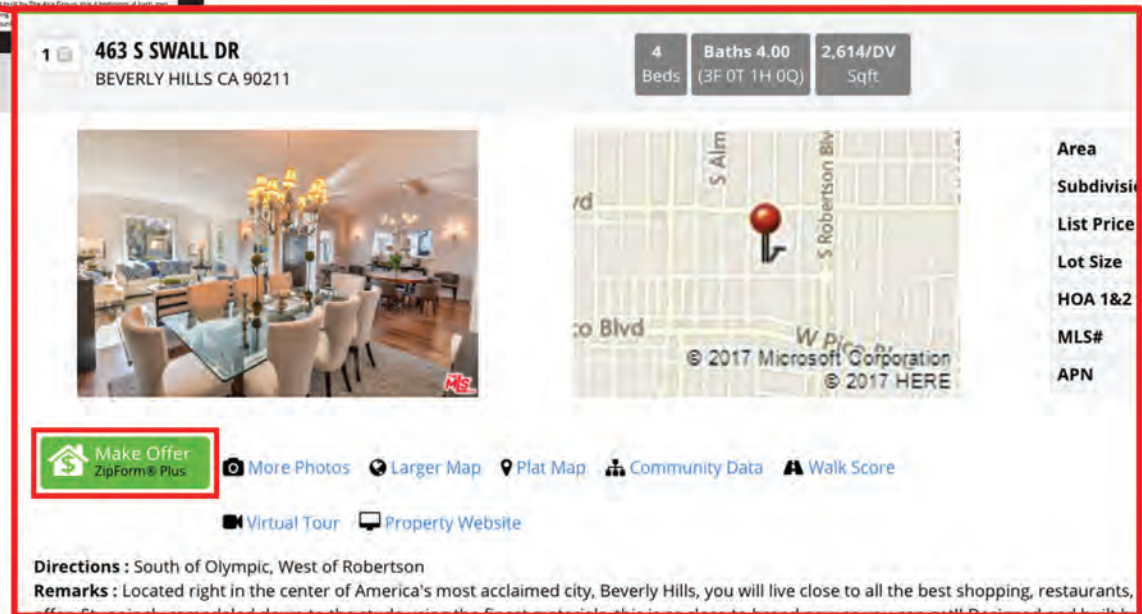 1 463 S SWALL DR
BEVERLY HILLS CA 90211
4 Beds
Baths 4.00 (3F 0T 1H 0Q)
2,614/DV Sqft
S Alm
S Robertson Blv
vd.
co Blvd
W Pico
© 2017 Microsoft Corporation
© 2017 HERE
MLS
Area
Subdivisio
List Price
Lot Size
HOA 1&2
MLS#
APN
Make Offer
ZipForm® Plus
More Photos Larger Map Plat Map Community Data Walk Score
Virtual Tour Property Website
Directions : South of Olympic, West of Robertson
Remarks : Located right in the center of America's most acclaimed city, Beverly Hills, you will live close to all the best shopping, restaurants,